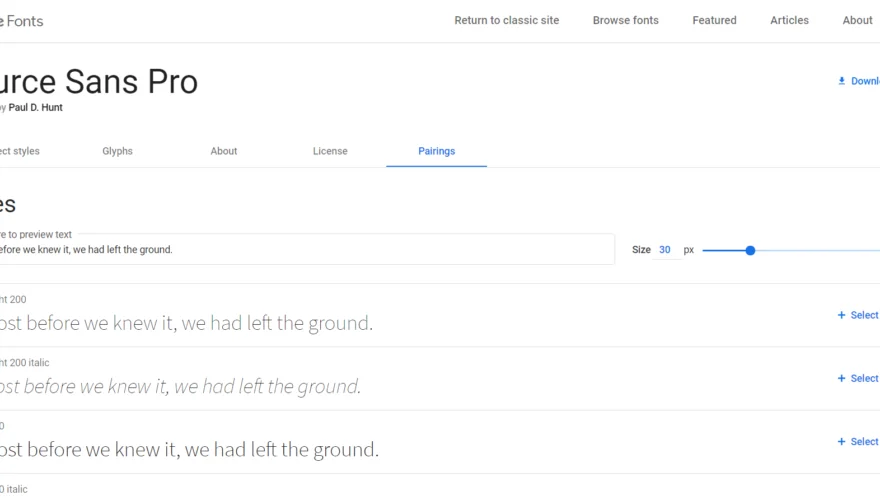 e Fonts
Return to classic site Browse fonts Featured Articles About
urce Sans Pro
by Paul D. Hunt
Downl
ect styles Glyphs About License Pairings
es
re to preview text
efore we knew it, we had left the ground.
Size 30 px
ht 200
ost before we knew it, we had left the ground.
+ Select
ht 200 italic
ost before we knew it, we had left the ground.
+ Select
0
ost before we knew it, we had left the ground.
+ Select
0 italic